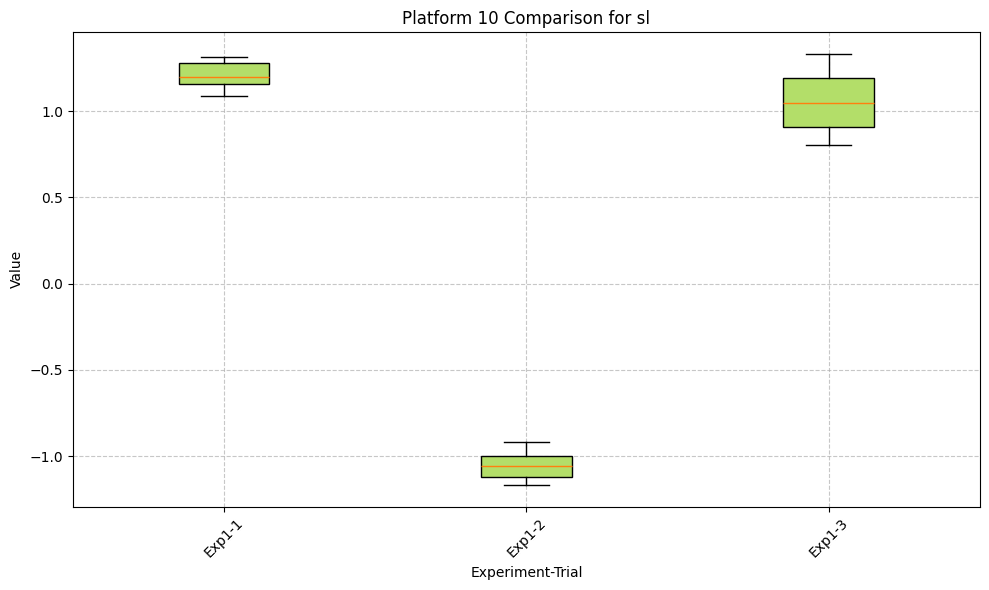 Platform 10 Comparison for sl
Value
1.0
0.5
0.0
−0.5
−1.0
Exp1-1
Exp1-2
Exp1-3
Experiment-Trial